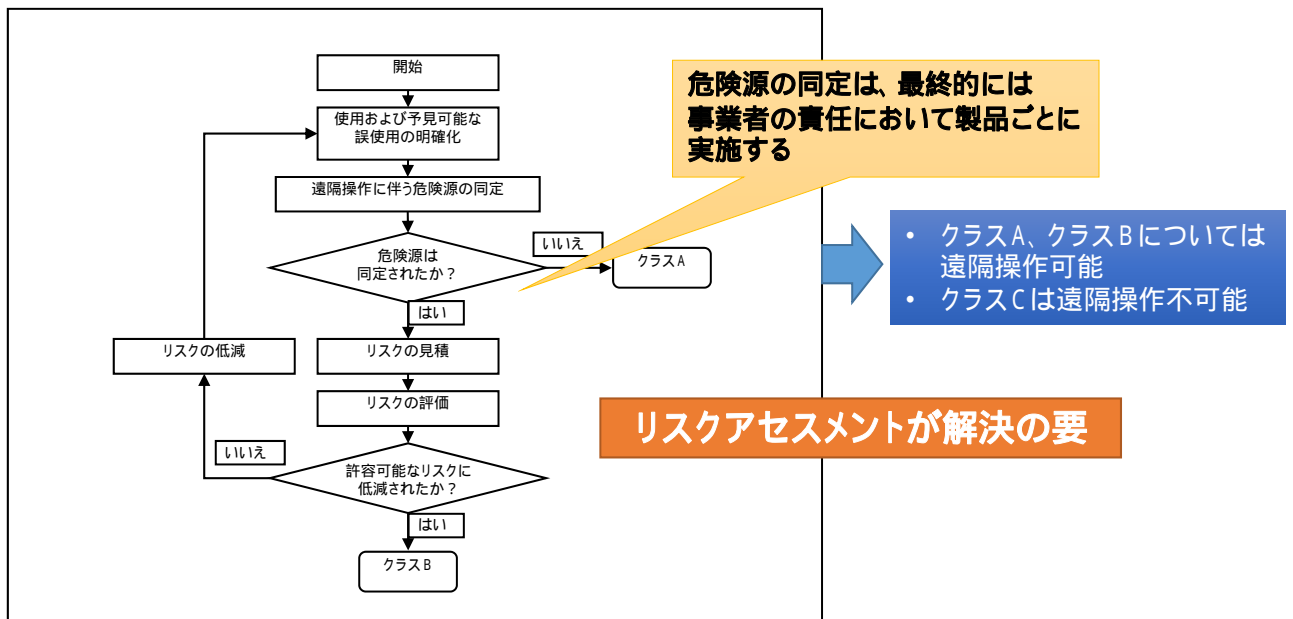 開始
使用および予見可能な
誤使用の明確化
遠隔操作に伴う危険源の同定
危険源は
同定されたか？
いいえ
クラスA
はい
リスクの見積
リスクの低減
リスクの評価
いいえ
許容可能なリスクに
低減されたか？
はい
クラスB
危険源の同定は、最終的には
事業者の責任において製品ごとに
実施する
• クラスA、クラスBについては
遠隔操作可能
• クラスCは遠隔操作不可能
リスクアセスメントが解決の要